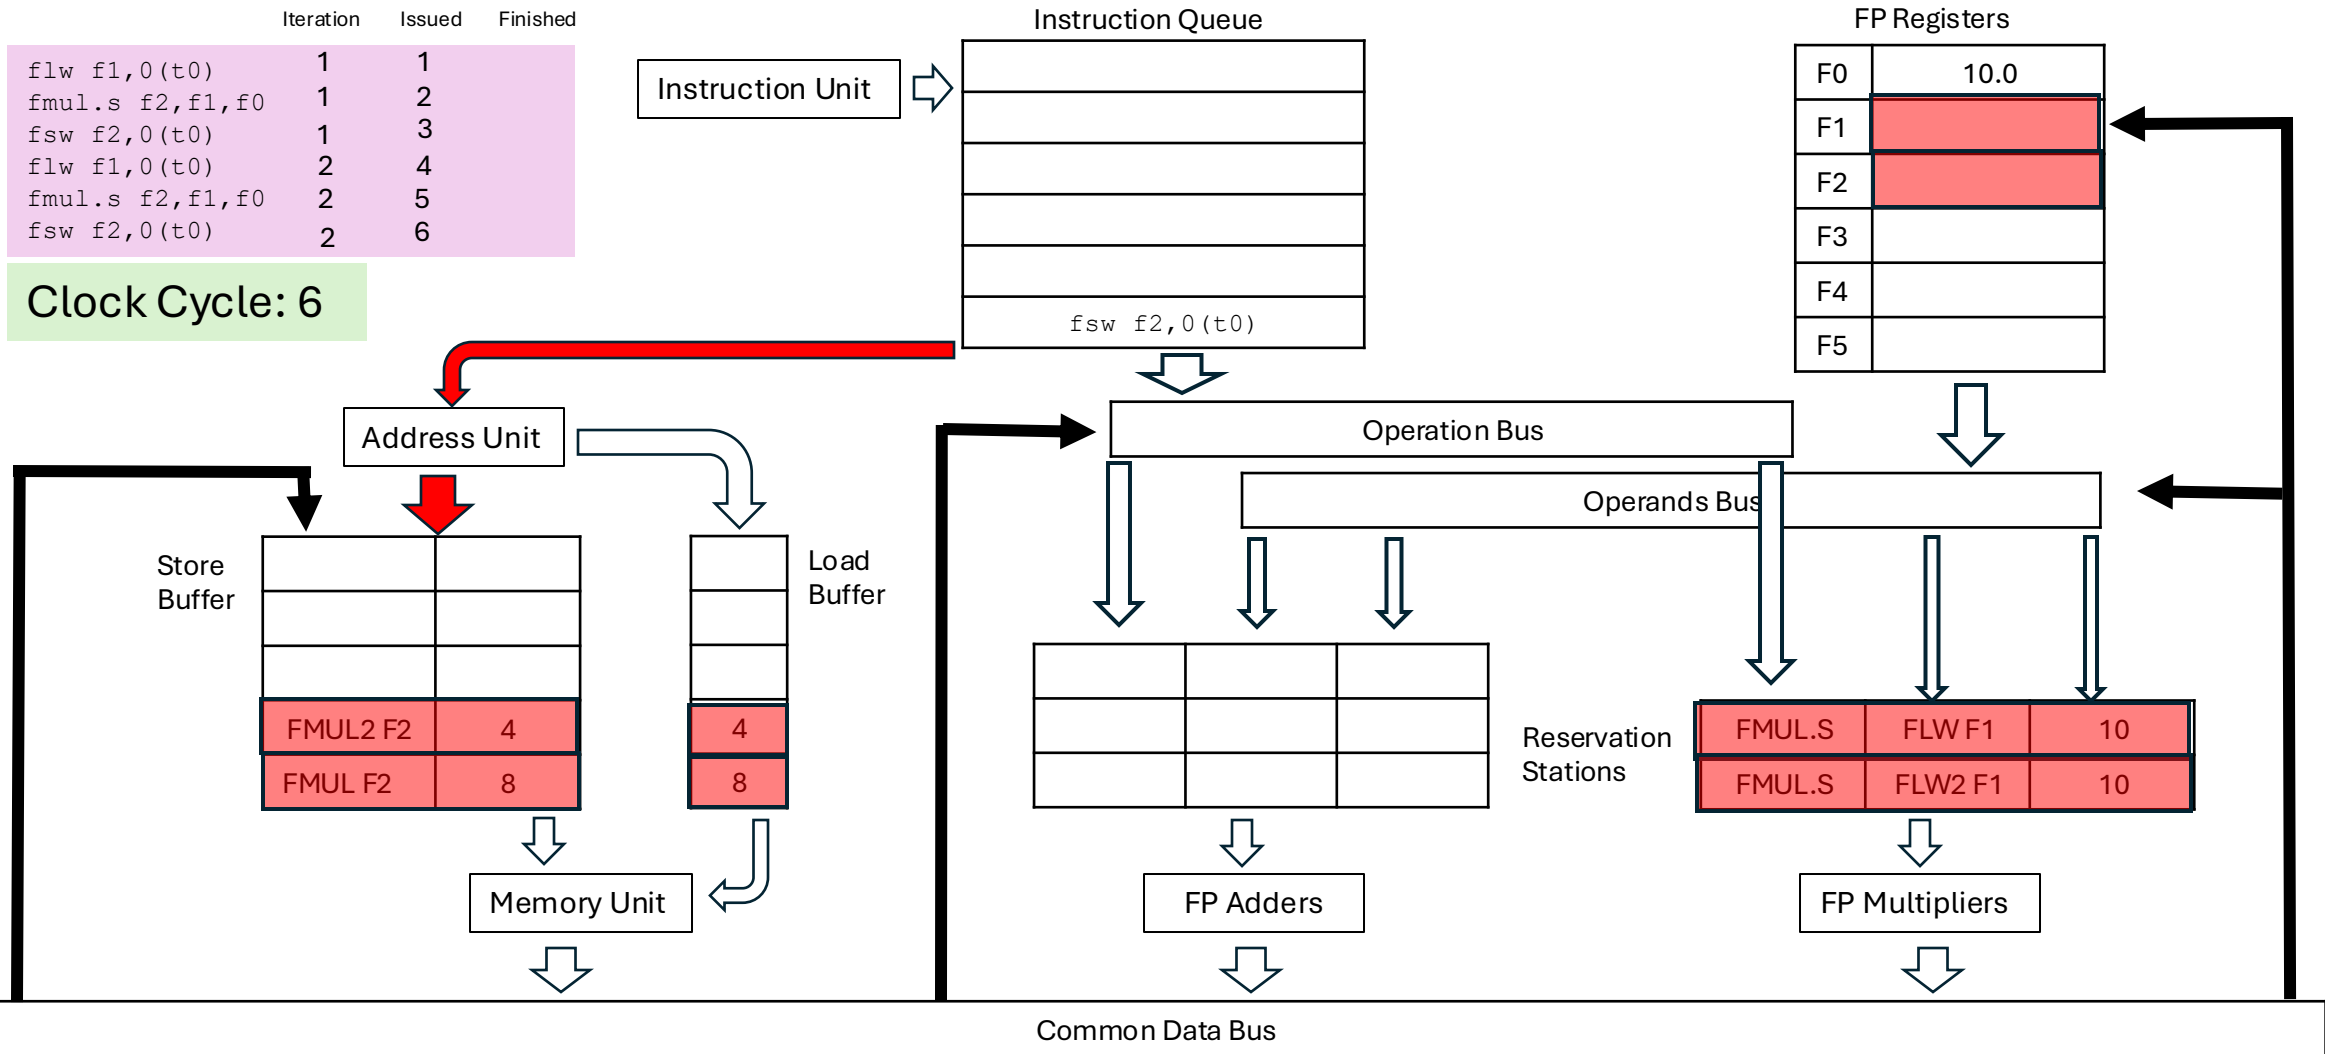 Iteration Issued Finished
flw f1,0(t0) 1 1
fmul.s f2,f1,f0 1 2
fsw f2,0(t0) 1 3
flw f1,0(t0) 2 4
fmul.s f2,f1,f0 2 5
fsw f2,0(t0) 2 6
Clock Cycle: 6
Instruction Queue
Instruction Unit
fsw f2,0(t0)
FP Registers
F0 10.0
F1
F2
F3
F4
F5
Address Unit
Operation Bus
Operands Bus
Store
Buffer
FMUL2 F2 4
FMUL F2 8
Load
Buffer
4
8
Reservation
Stations
FMUL.S FLW F1 10
FMUL.S FLW2 F1 10
Memory Unit
FP Adders
FP Multipliers
Common Data Bus